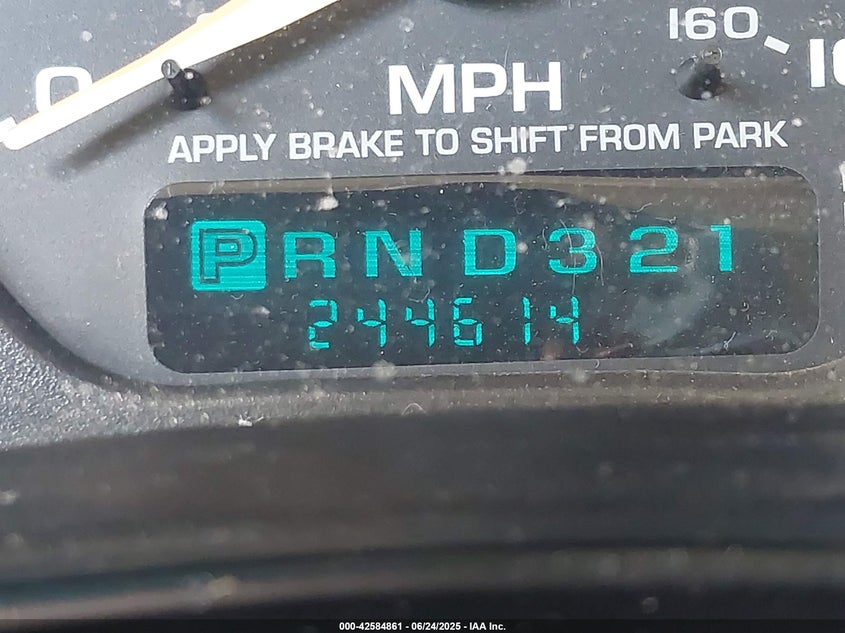 0
160
MPH
APPLY BRAKE TO SHIFT FROM PARK
P R N D 3 2 1
244614
000-42584861 - 06/24/2025 - IAA Inc.